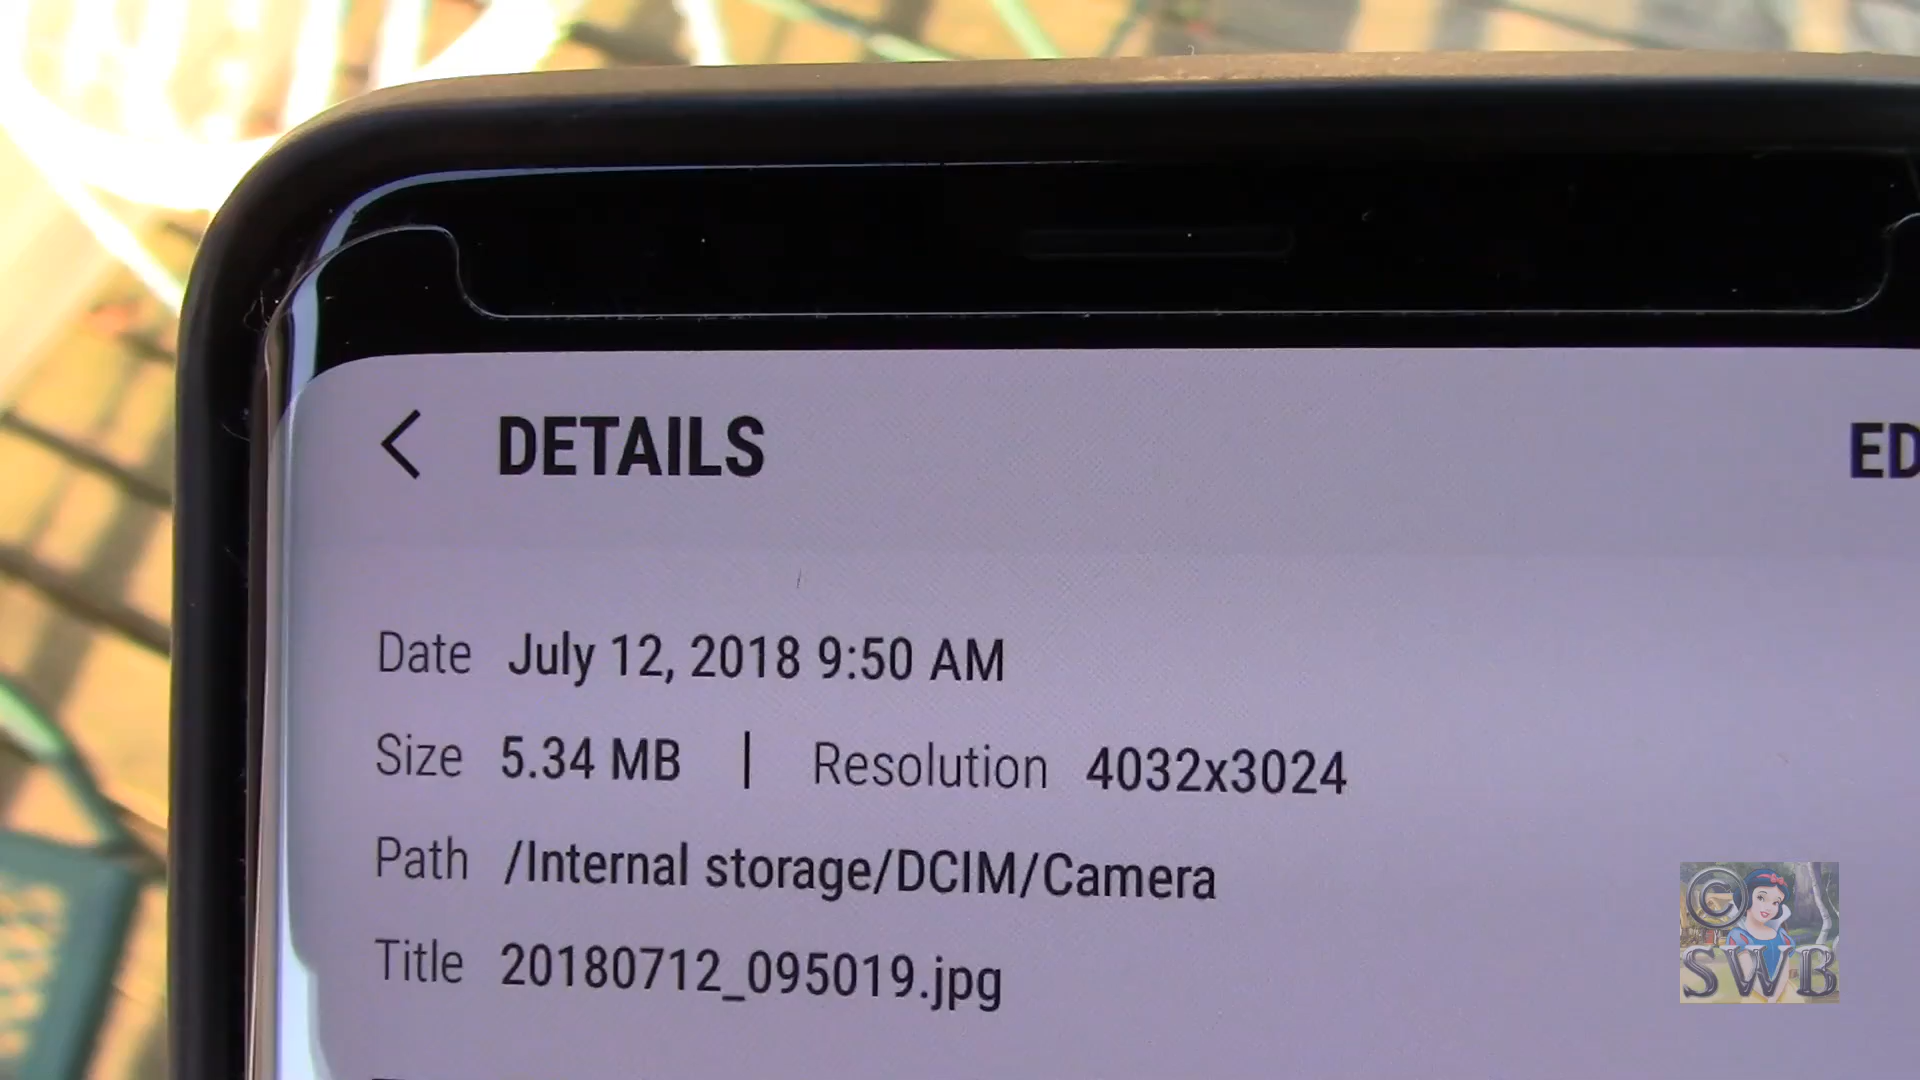 DETAILS
ED
Date July 12, 2018 9:50 AM
Size 5.34 MB | Resolution 4032x3024
Path /Internal storage/DCIM/Camera
Title 20180712_095019.jpg
©
SWB